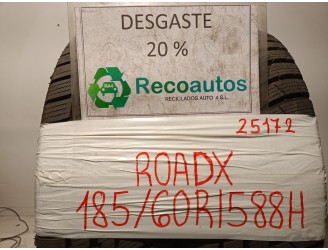 DESGASTE
20 %
Recoautos
RECICLADOS AUTO 4 S.L.
25172
ROADX
185/60R1588H